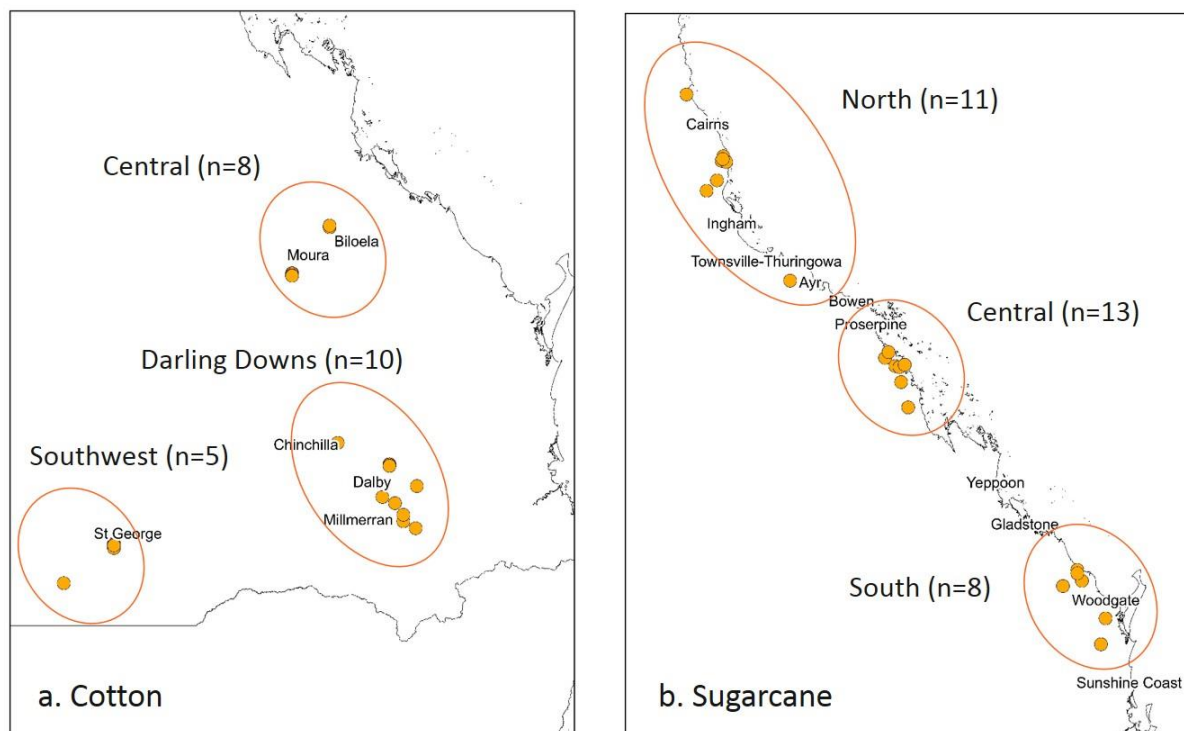 Central (n=8)
Biloela
Moura
Darling Downs (n=10)
Chinchilla
Southwest (n=5)
Dalby
Millmerran
St George
a. Cotton
North (n=11)
Cairns
Ingham
Townsville-Thuringowa
Ayr
Bowen
Central (n=13)
Proserpine
Yeppoon
Gladstone
South (n=8)
Woodgate
Sunshine Coast
b. Sugarcane